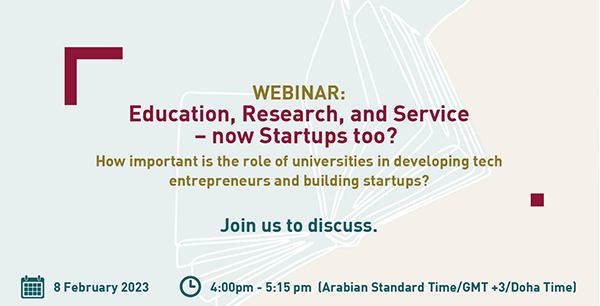 WEBINAR:
Education, Research, and Service
– now Startups too?
How important is the role of universities in developing tech
entrepreneurs and building startups?
Join us to discuss.
8 February 2023
4:00pm - 5:15 pm (Arabian Standard Time/GMT +3/Doha Time)